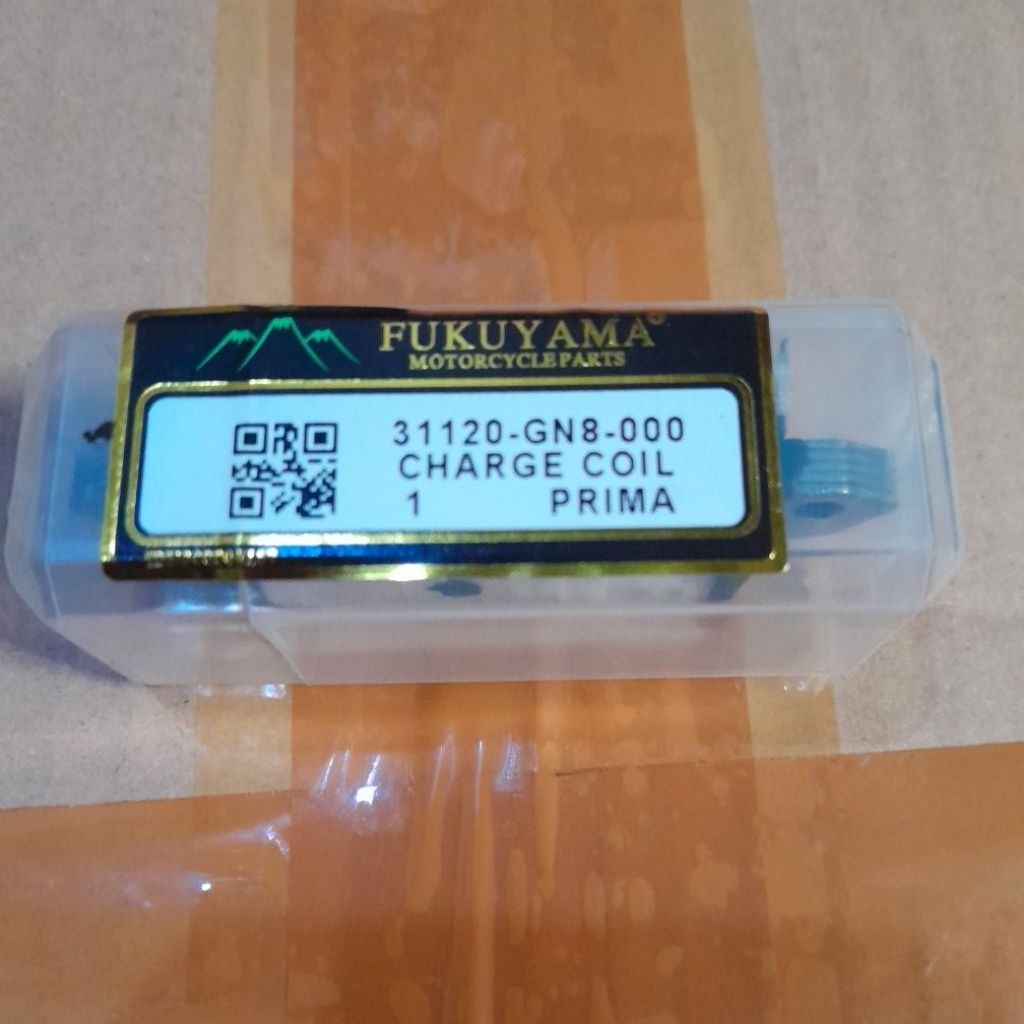 FUKUYAMA
MOTORCYCLE PARTS
31120-GN8-000
CHARGE COIL
1 PRIMA